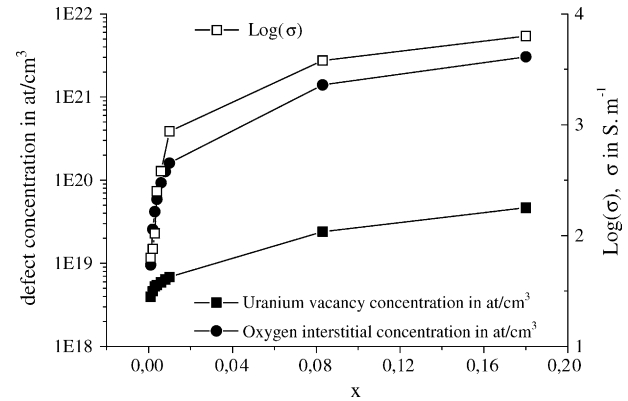 1E22
1E21
1E20
1E19
1E18
defect concentration in at/cm³
Log(σ)
Uranium vacancy concentration in at/cm³
Oxygen interstitial concentration in at/cm³
4
3
2
1
Log(σ), σ in S.m⁻¹
0,00 0,04 0,08 0,12 0,16 0,20
x